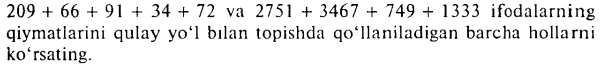 209 + 66 + 91 + 34 + 72 va 2751 + 3467 + 749 + 1333 ifodalarning
qiymatlarini qulay yo‘l bılan topishda qo‘llaniladigan barcha hollarni
ko‘rsating.